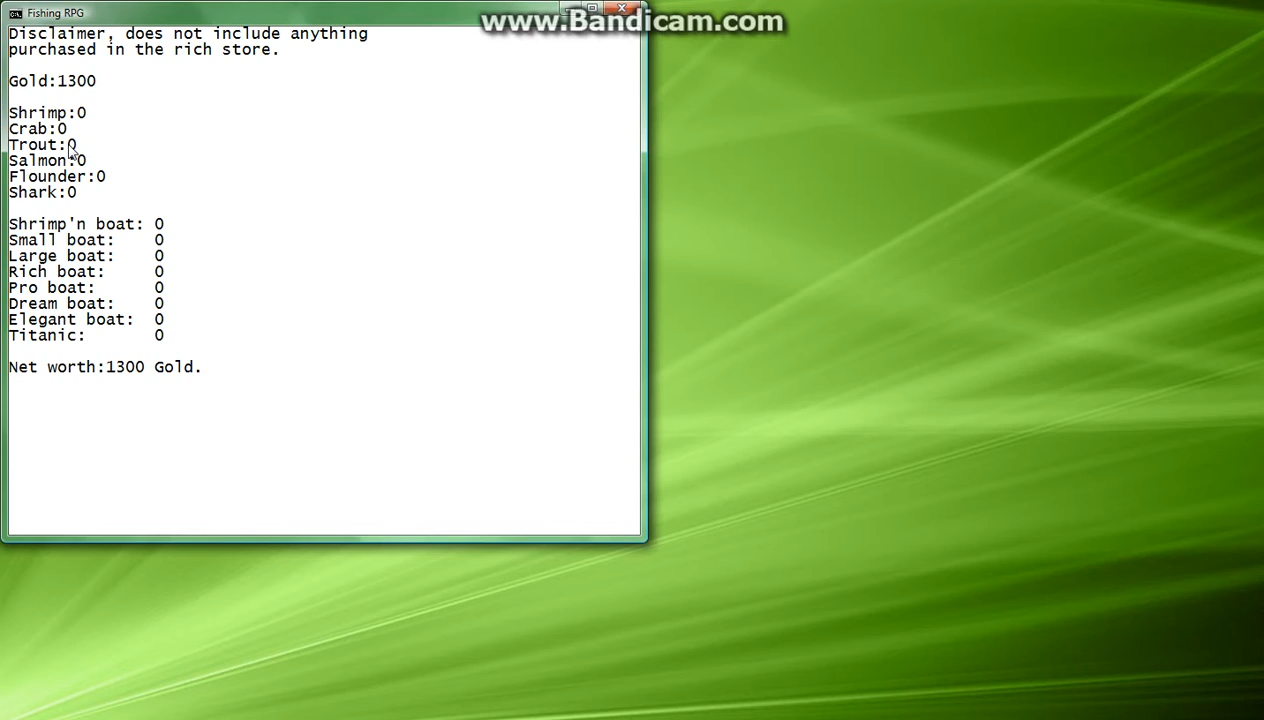 Fishing RPG
www.Bandicam.com
Disclaimer, does not include anything
purchased in the rich store.
Gold:1300
Shrimp:0
Crab:0
Trout:0
Salmon:0
Flounder:0
Shark:0
Shrimp'n boat: 0
Small boat: 0
Large boat: 0
Rich boat: 0
Pro boat: 0
Dream boat: 0
Elegant boat: 0
Titanic: 0
Net worth:1300 Gold.